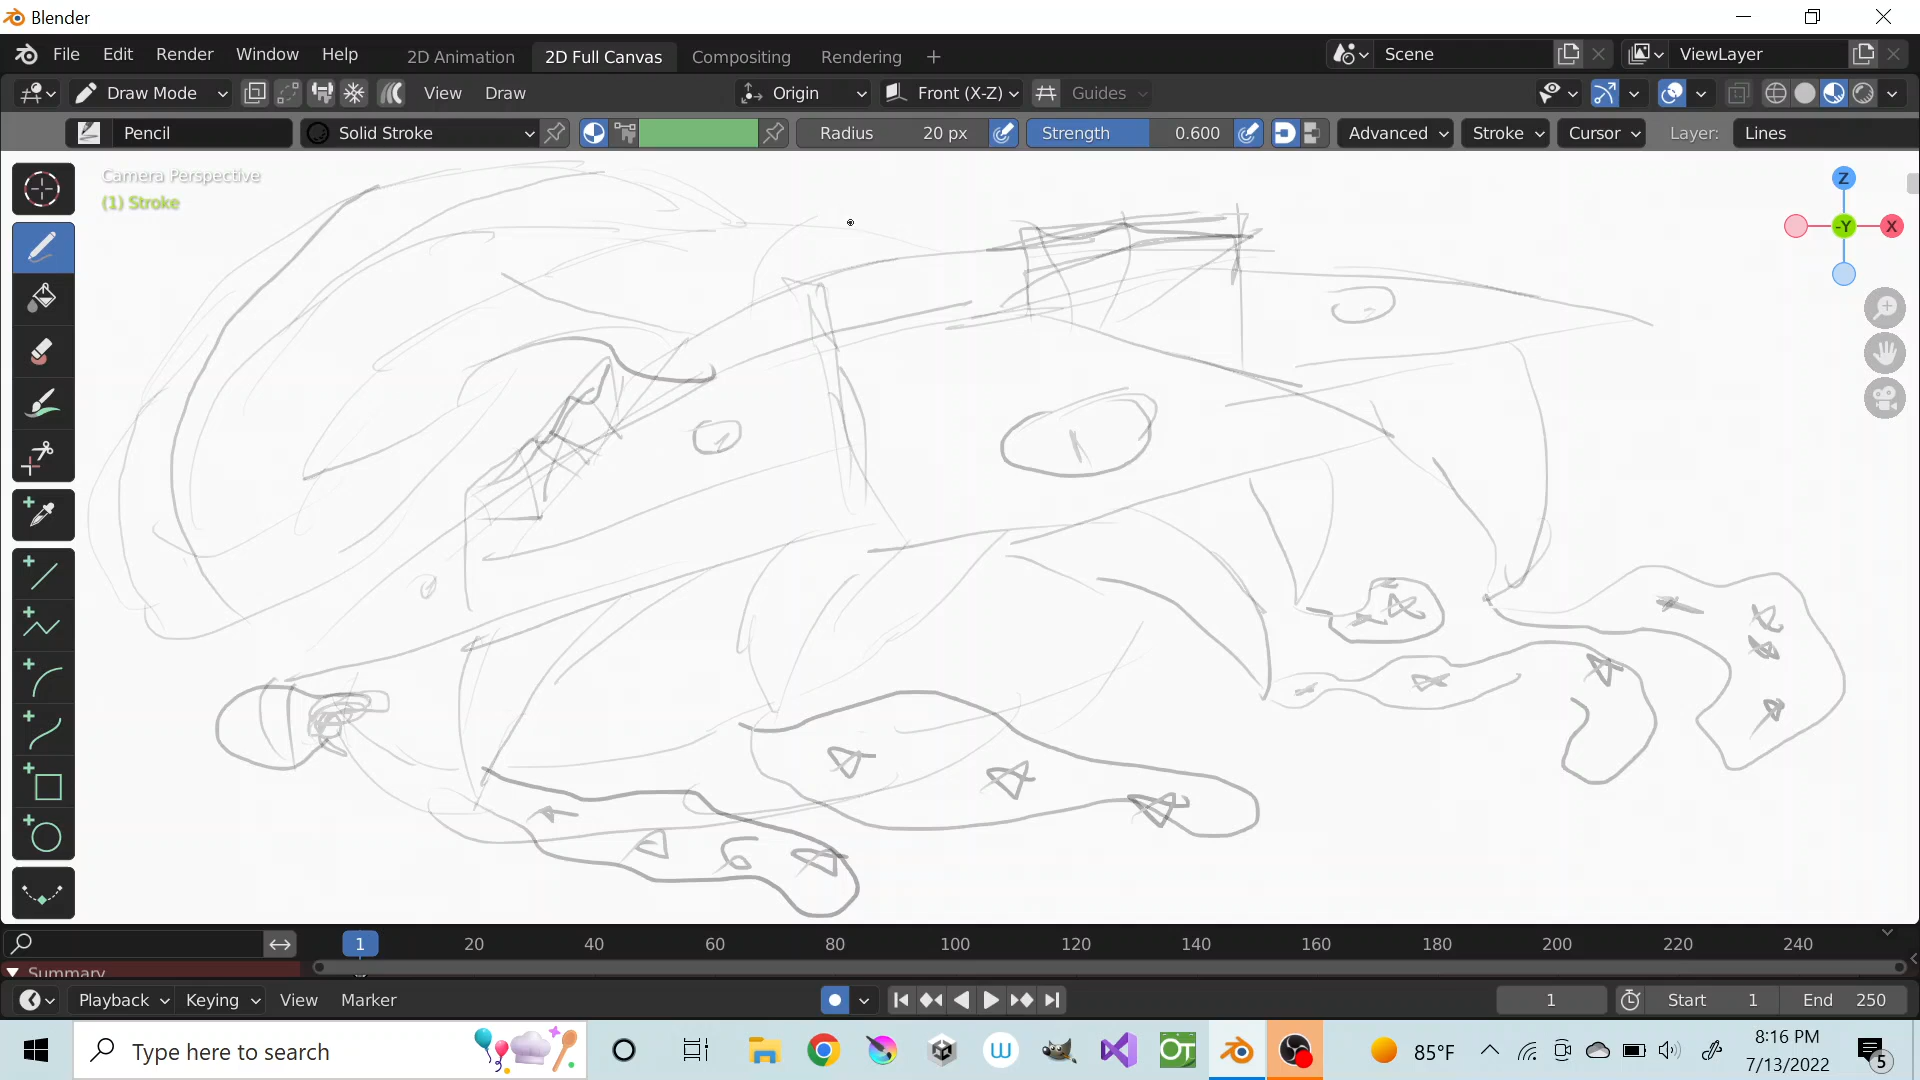 Blender
File Edit Render Window Help 2D Animation 2D Full Canvas Compositing Rendering Scene ViewLayer
Draw Mode View Draw Origin Front (X-Z) Guides
Pencil Solid Stroke Radius 20 px Strength 0.600 Advanced Stroke Cursor Layer: Lines
Camera Perspective
(1) Stroke
Z
-Y X
1 20 40 60 80 100 120 140 160 180 200 220 240
Summary
Playback Keying View Marker 1 Start 1 End 250
Type here to search 85°F 8:16 PM
7/13/2022 5